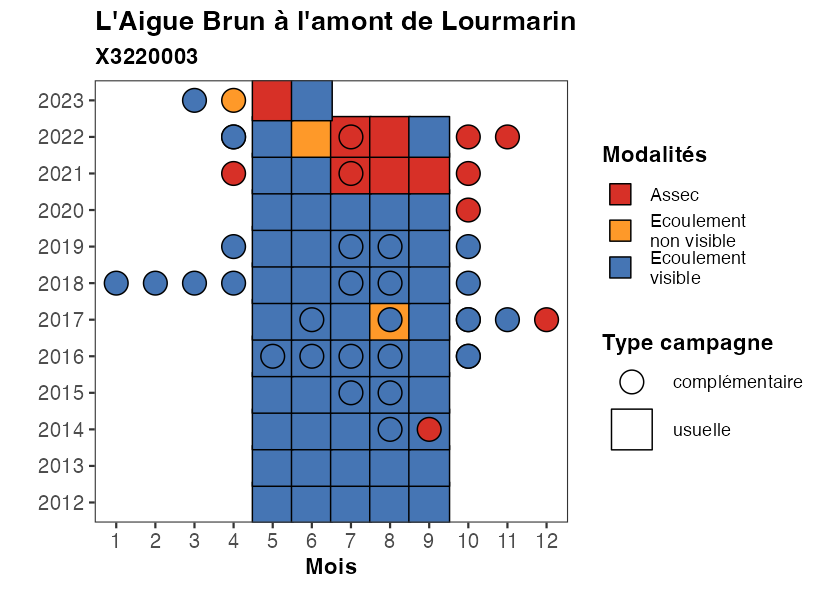 L'Aigue Brun à l'amont de Lourmarin
X3220003
2023
2022
2021
2020
2019
2018
2017
2016
2015
2014
2013
2012
1 2 3 4 5 6 7 8 9 10 11 12
Mois
Modalités
Assec
Ecoulement
non visible
Ecoulement
visible
Type campagne
complémentaire
usuelle